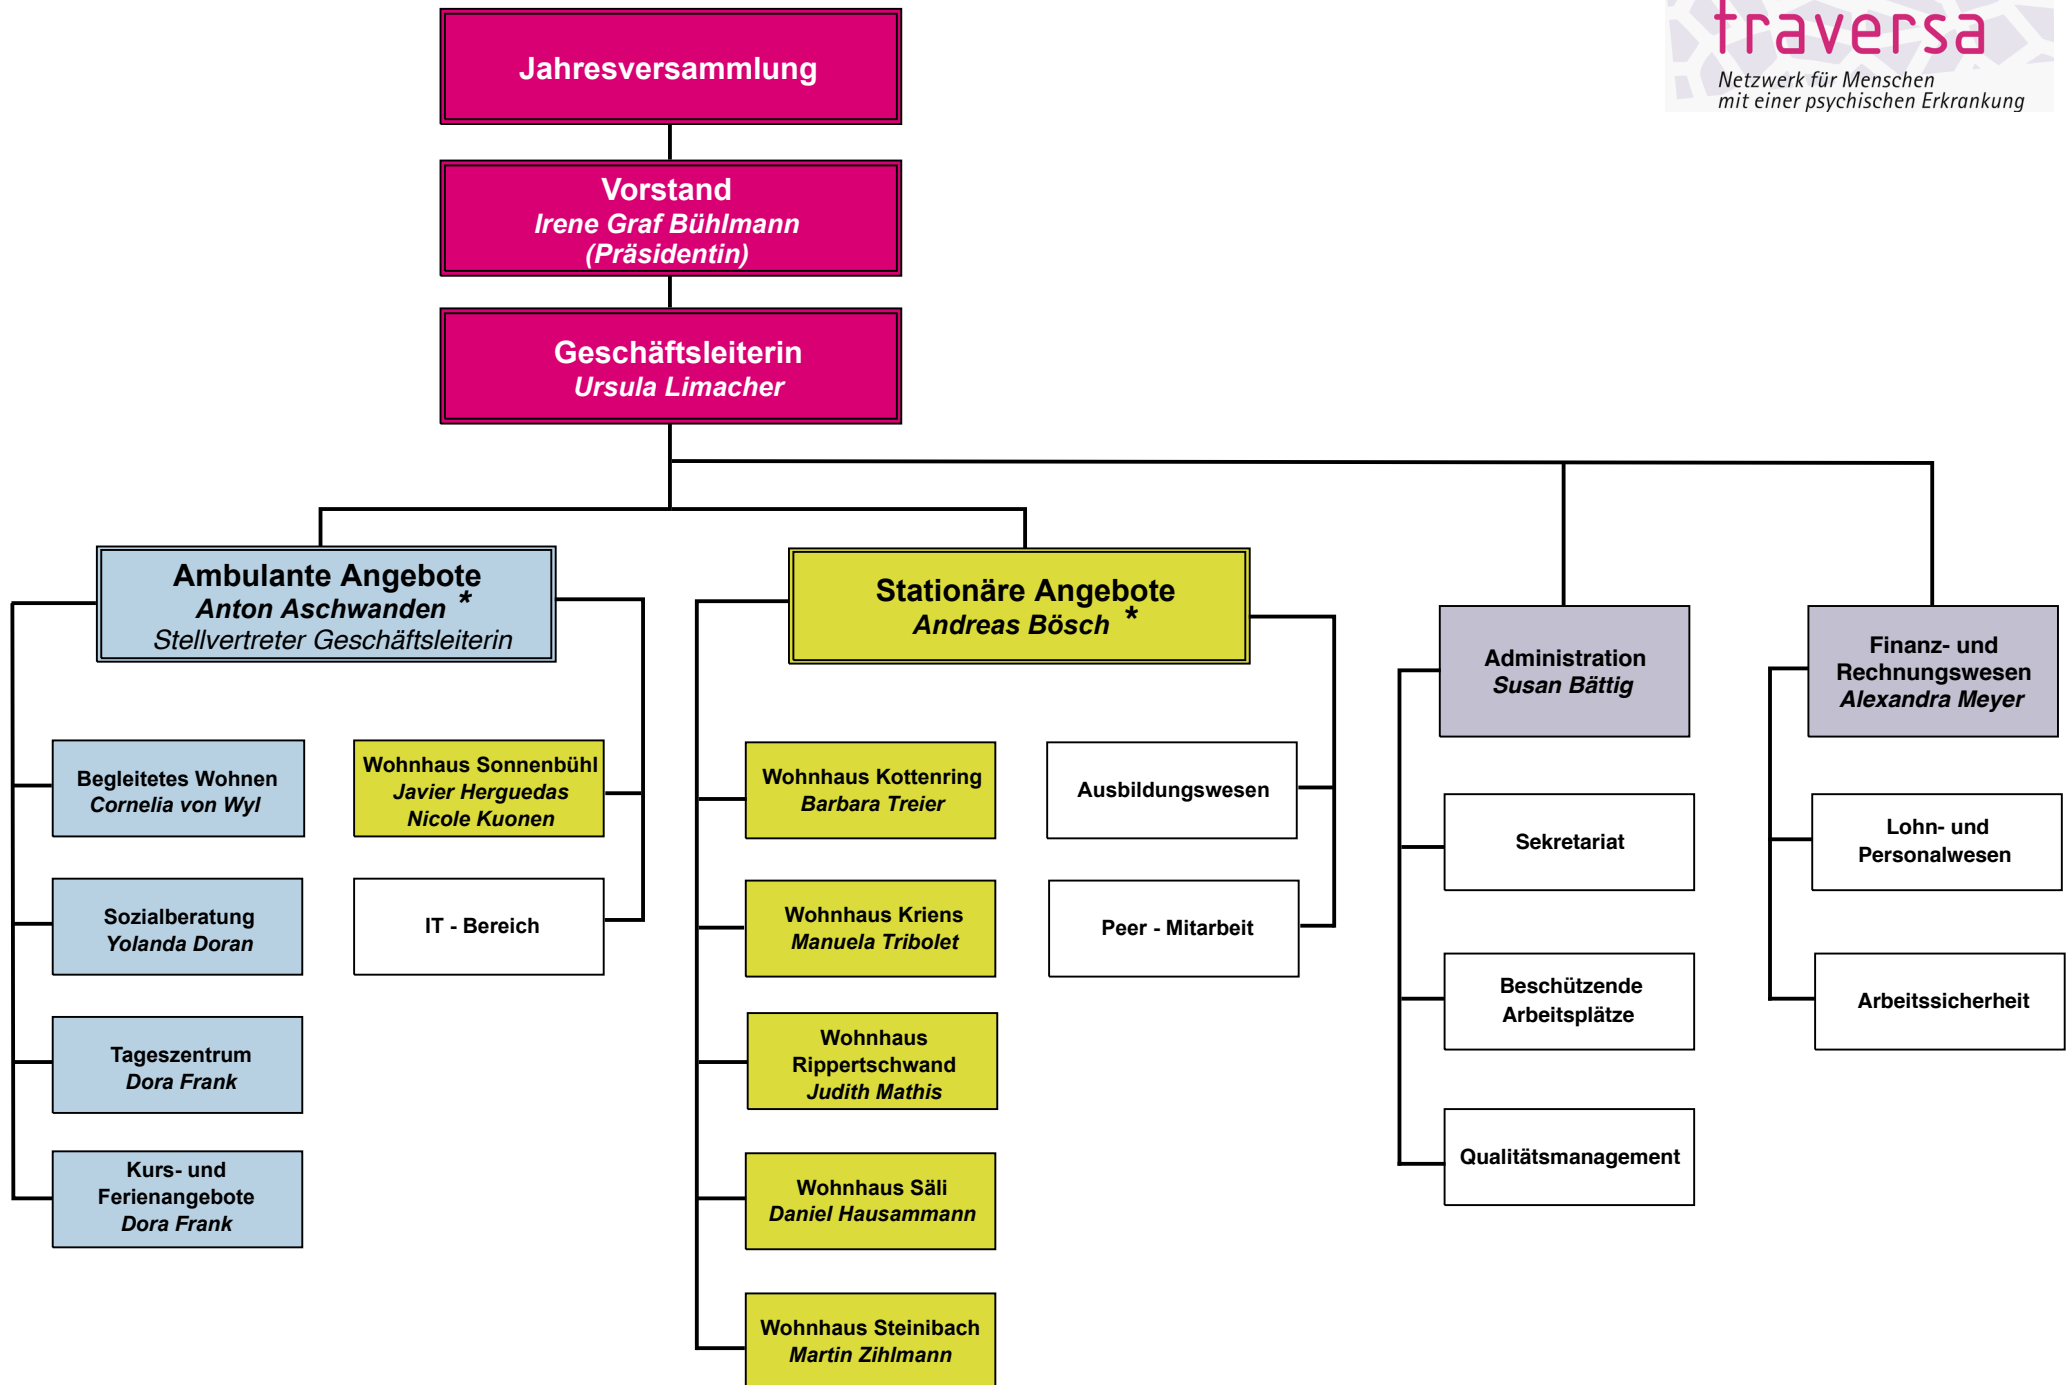 traversa
Netzwerk für Menschen
mit einer psychischen Erkrankung
Jahresversammlung
Vorstand
Irene Graf Bühlmann
(Präsidentin)
Geschäftsleiterin
Ursula Limacher
Ambulante Angebote
Anton Aschwanden *
Stellvertreter Geschäftsleiterin
Stationäre Angebote
Andreas Bösch *
Administration
Susan Bättig
Finanz- und
Rechnungswesen
Alexandra Meyer
Begleitetes Wohnen
Cornelia von Wyl
Sozialberatung
Yolanda Doran
Tageszentrum
Dora Frank
Kurs- und
Ferienangebote
Dora Frank
Wohnhaus Sonnenbühl
Javier Herguedas
Nicole Kuonen
IT - Bereich
Wohnhaus Kottenring
Barbara Treier
Wohnhaus Kriens
Manuela Tribolet
Wohnhaus
Rippertschwand
Judith Mathis
Wohnhaus Säli
Daniel Hausammann
Wohnhaus Steinibach
Martin Zihlmann
Ausbildungswesen
Peer - Mitarbeit
Sekretariat
Beschützende
Arbeitsplätze
Qualitätsmanagement
Lohn- und
Personalwesen
Arbeitssicherheit